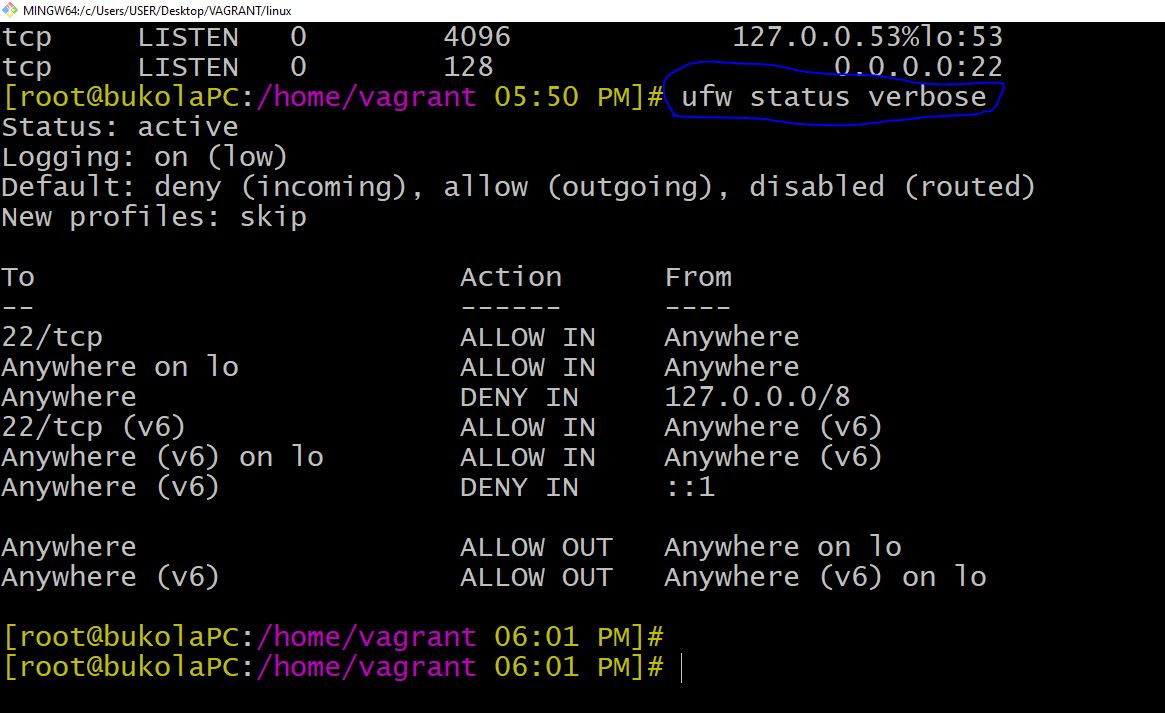 MINGW64:/c/Users/USER/Desktop/VAGRANT/linux
tcp LISTEN 0 4096 127.0.0.53%lo:53
tcp LISTEN 0 128 0.0.0.0:22
[root@bukolaPC:/home/vagrant 05:50 PM]# ufw status verbose
Status: active
Logging: on (low)
Default: deny (incoming), allow (outgoing), disabled (routed)
New profiles: skip
To Action From
-- ------ ----
22/tcp ALLOW IN Anywhere
Anywhere on lo ALLOW IN Anywhere
Anywhere DENY IN 127.0.0.0/8
22/tcp (v6) ALLOW IN Anywhere (v6)
Anywhere (v6) on lo ALLOW IN Anywhere (v6)
Anywhere (v6) DENY IN ::1
Anywhere ALLOW OUT Anywhere on lo
Anywhere (v6) ALLOW OUT Anywhere (v6) on lo
[root@bukolaPC:/home/vagrant 06:01 PM]#
[root@bukolaPC:/home/vagrant 06:01 PM]#